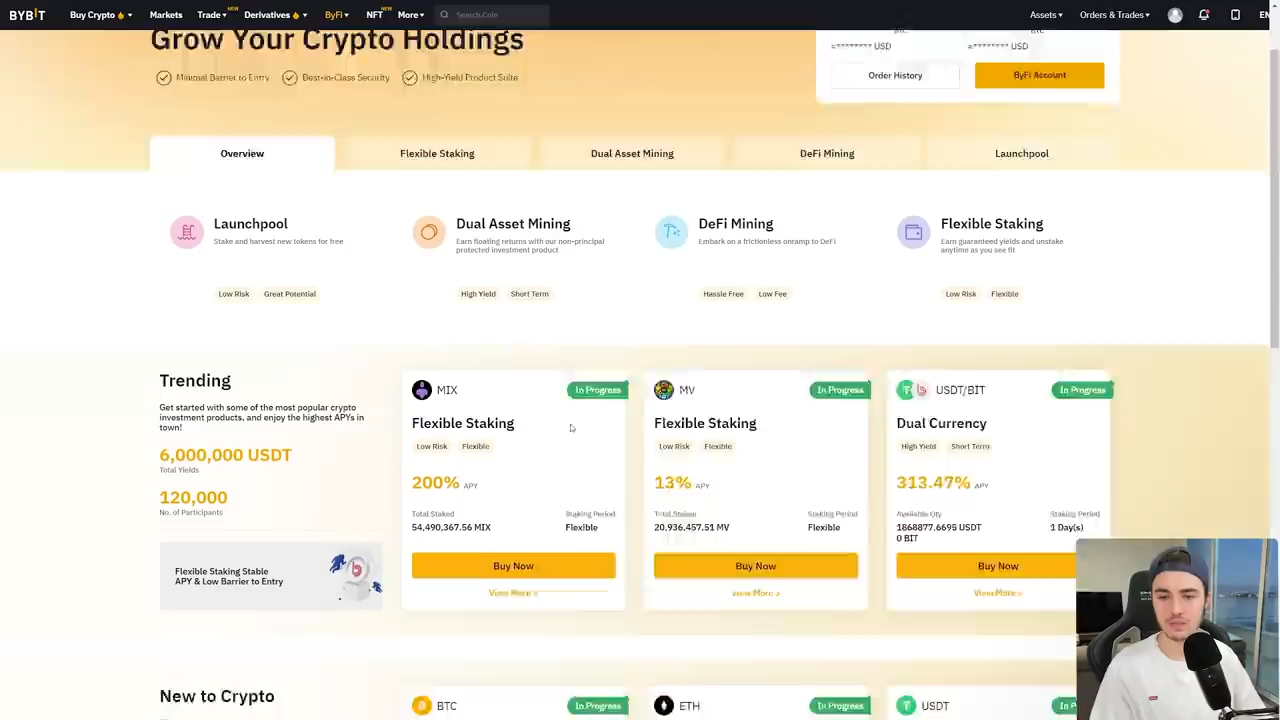 BYBIT Buy Crypto Markets Trade NEW Derivatives ByFi NEW NFT More Search Coin Assets Orders & Trades EN
Grow Your Crypto Holdings
Minimal Barrier to Entry Best-in-Class Security High-Yield Product Suite
≈******** USD ≈******** USD
Order History ByFi Account
Overview Flexible Staking Dual Asset Mining DeFi Mining Launchpool
Launchpool
Stake and harvest new tokens for free
Low Risk Great Potential
Dual Asset Mining
Earn floating returns with our non-principal
protected investment product
High Yield Short Term
DeFi Mining
Embark on a frictionless onramp to DeFi
Hassle Free Low Fee
Flexible Staking
Earn guaranteed yields and unstake
anytime as you see fit
Low Risk Flexible
Trending
Get started with some of the most popular crypto
investment products, and enjoy the highest APYs in
town!
6,000,000 USDT
Total Yields
120,000
No. of Participants
Flexible Staking Stable
APY & Low Barrier to Entry
MIX In Progress
Flexible Staking
Low Risk Flexible
200% APY
Total Staked Staking Period
54,490,367.56 MIX Flexible
Buy Now
View More >
MV In Progress
Flexible Staking
Low Risk Flexible
13% APY
Total Staked Staking Period
20,936,457.51 MV Flexible
Buy Now
View More >
USDT/BIT In Progress
Dual Currency
High Yield Short Term
313.47% APY
Available Qty Staking Period
1868877.6695 USDT 1 Day(s)
0 BIT
Buy Now
View More >
New to Crypto
BTC In Progress
ETH In Progress
USDT In P